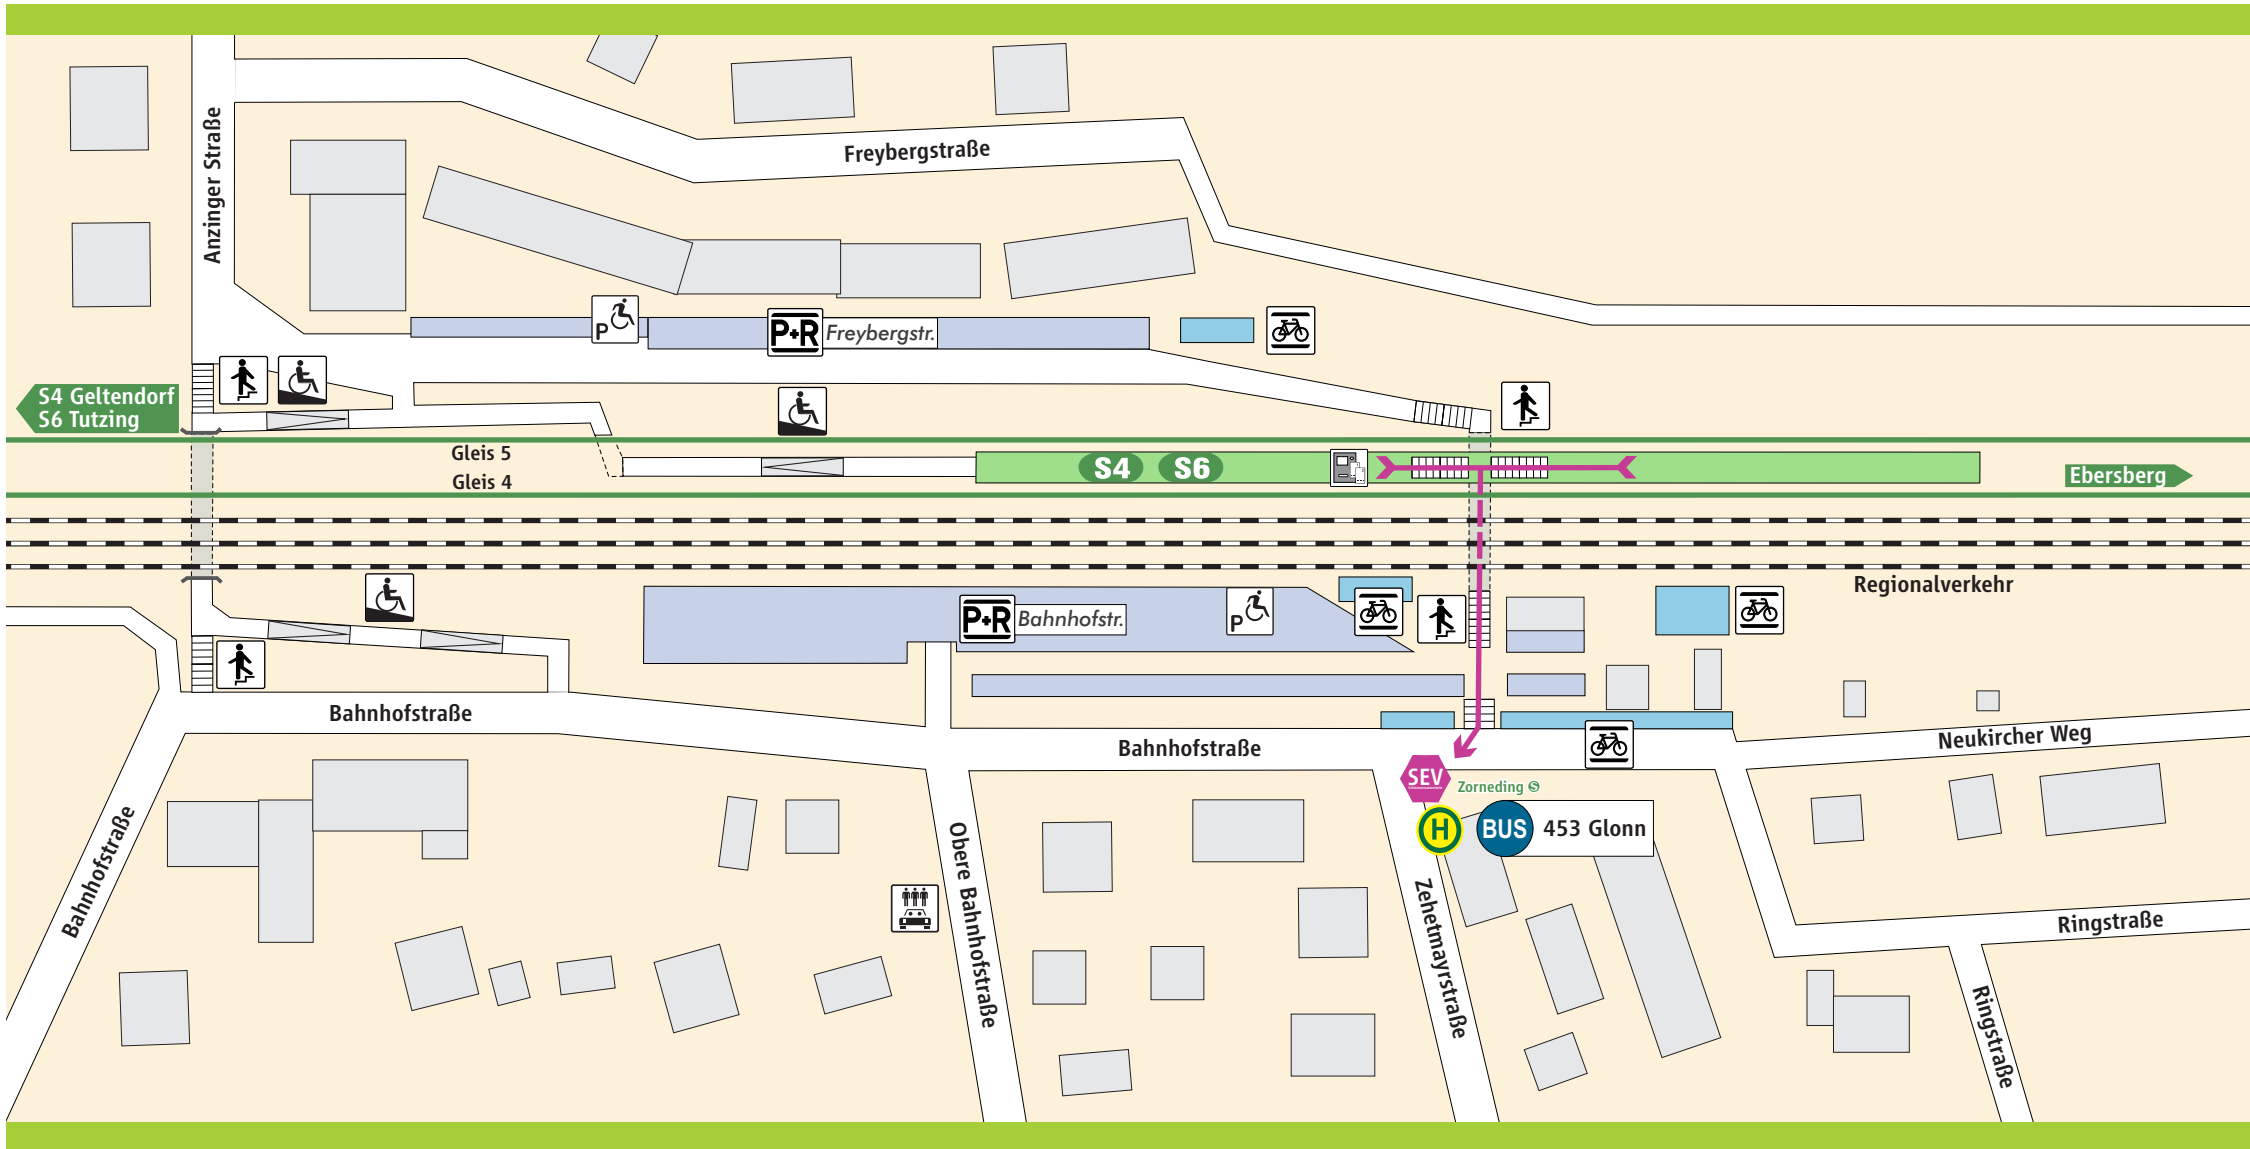 Anzinger Straße
Freybergstraße
P
P+R Freybergstr.
S4 Geltendorf
S6 Tutzing
Gleis 5
Gleis 4
S4 S6
Ebersberg
Regionalverkehr
P+R Bahnhofstr.
P
Bahnhofstraße
Bahnhofstraße
Neukircher Weg
SEV
Zorneding S
H BUS 453 Glonn
Bahnhofstraße
Obere Bahnhofstraße
Zehetmayrstraße
Ringstraße
Ringstraße